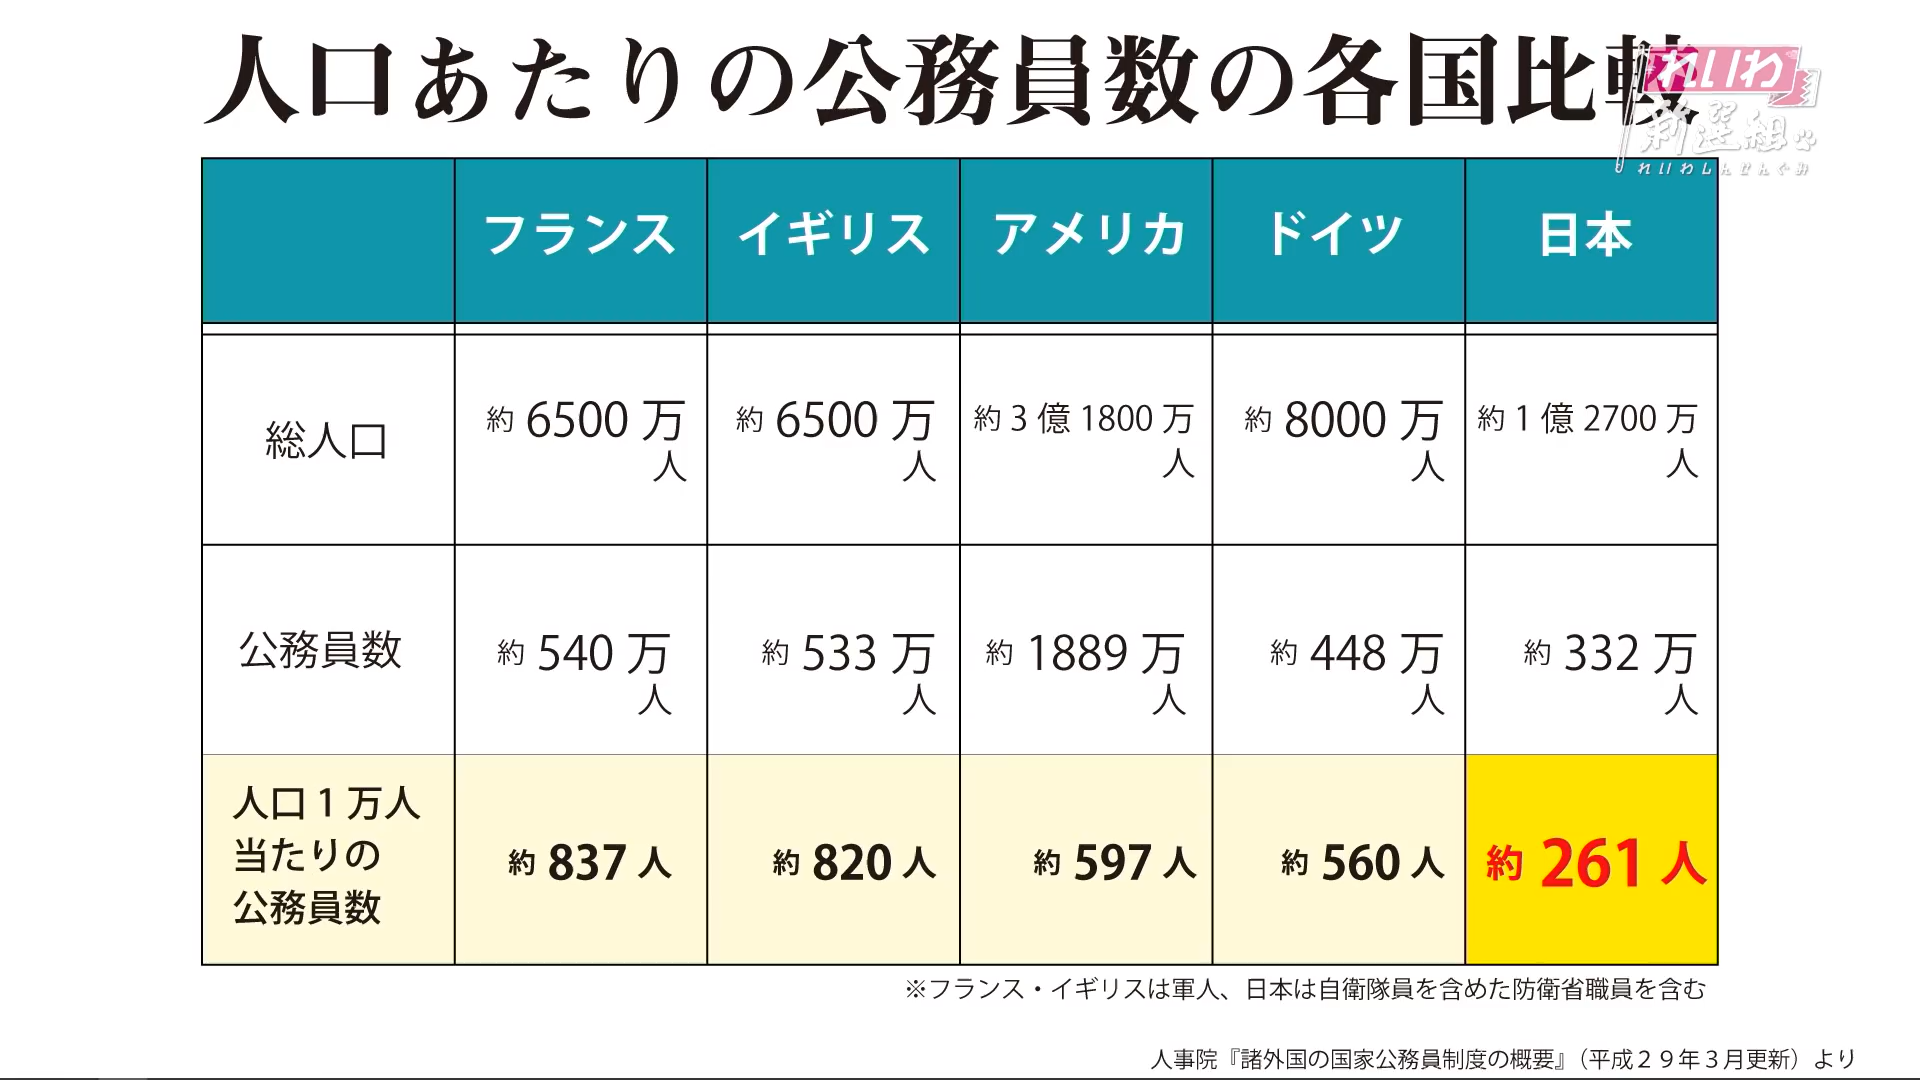 人口あたりの公務員数の各国比較
れいわ
新選組
れいわしんせんぐみ
フランス イギリス アメリカ ドイツ 日本
総人口 約 6500 万人 約 6500 万人 約 3 億 1800 万人 約 8000 万人 約 1 億 2700 万人
公務員数 約 540 万人 約 533 万人 約 1889 万人 約 448 万人 約 332 万人
人口 1 万人
当たりの
公務員数
約 837 人 約 820 人 約 597 人 約 560 人 約 261 人
※フランス・イギリスは軍人、日本は自衛隊員を含めた防衛省職員を含む
人事院『諸外国の国家公務員制度の概要』（平成２９年３月更新）より